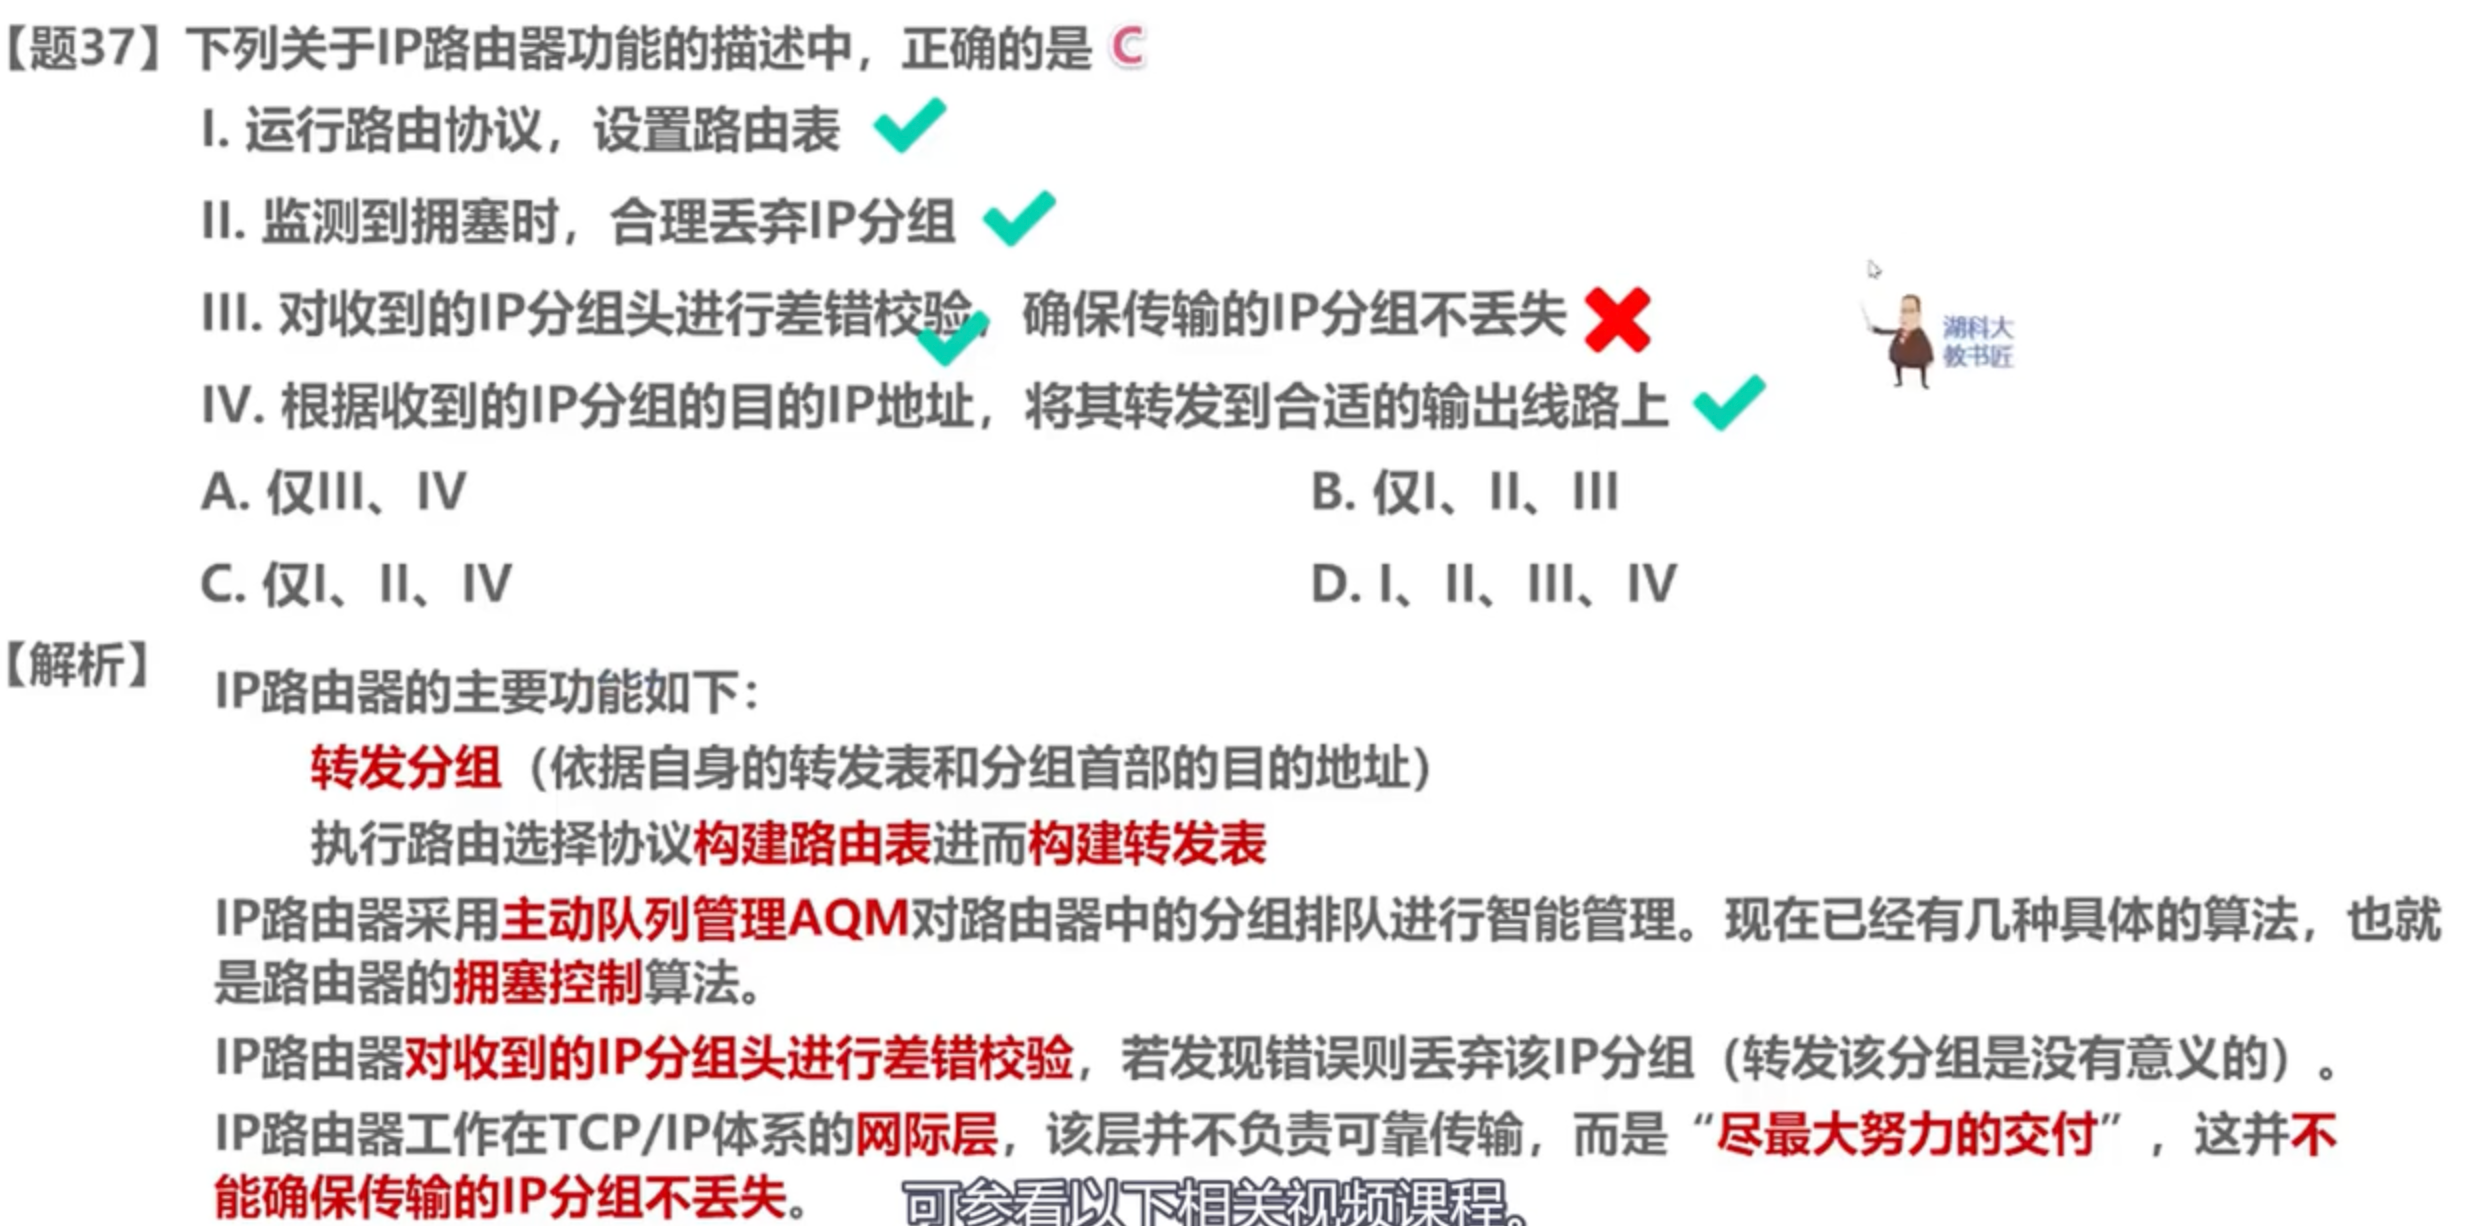 【题37】下列关于IP路由器功能的描述中，正确的是 C
I. 运行路由协议，设置路由表
II. 监测到拥塞时，合理丢弃IP分组
III. 对收到的IP分组头进行差错校验，确保传输的IP分组不丢失
IV. 根据收到的IP分组的目的IP地址，将其转发到合适的输出线路上
湖科大
教书匠
A. 仅III、IV
B. 仅I、II、III
C. 仅I、II、IV
D. I、II、III、IV
【解析】
IP路由器的主要功能如下：
转发分组（依据自身的转发表和分组首部的目的地址）
执行路由选择协议构建路由表进而构建转发表
IP路由器采用主动队列管理AQM对路由器中的分组排队进行智能管理。现在已经有几种具体的算法，也就
是路由器的拥塞控制算法。
IP路由器对收到的IP分组头进行差错校验，若发现错误则丢弃该IP分组（转发该分组是没有意义的）。
IP路由器工作在TCP/IP体系的网际层，该层并不负责可靠传输，而是“尽最大努力的交付”，这并不
能确保传输的IP分组不丢失。
可参看以下相关视频课程。